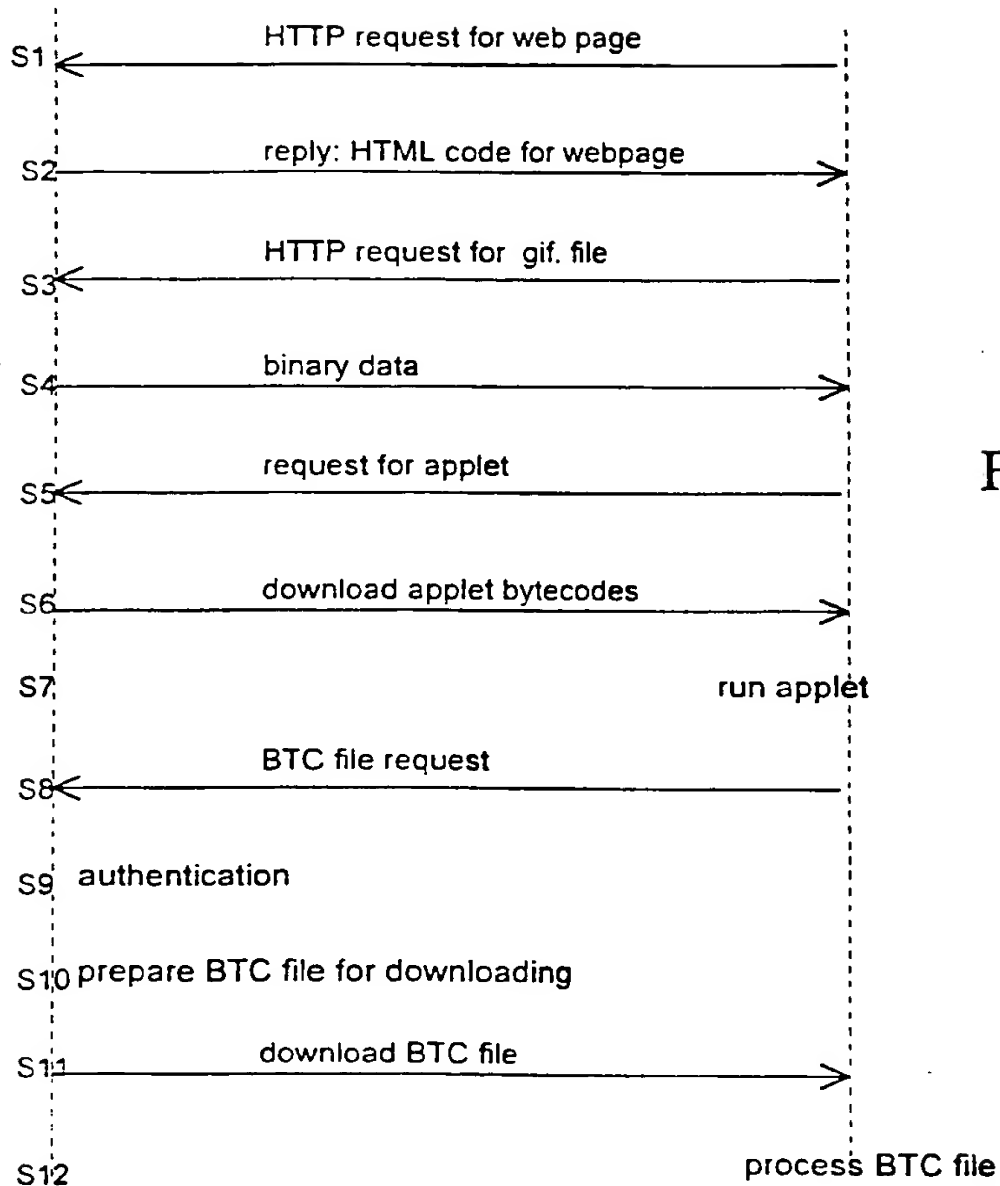 HTTP request for web page
S1
reply: HTML code for webpage
S2
HTTP request for gif. file
S3
binary data
S4
request for applet
S5
F
download applet bytecodes
S6
S7 run applet
BTC file request
S8
S9 authentication
S10 prepare BTC file for downloading
download BTC file
S11
S12 process BTC file